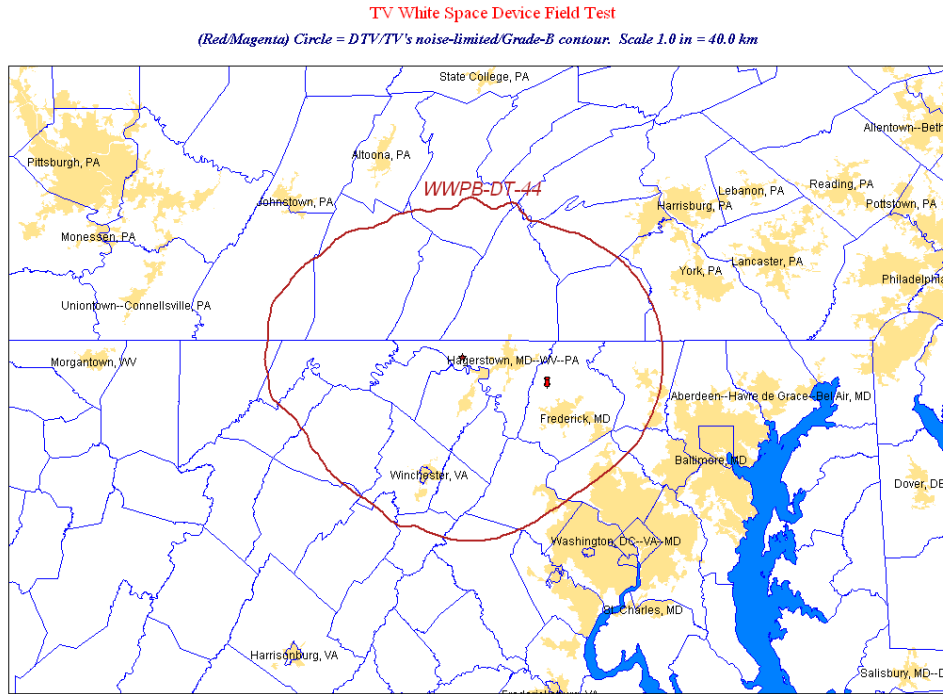 TV White Space Device Field Test
(Red/Magenta) Circle = DTV/TV's noise-limited/Grade-B contour. Scale 1.0 in = 40.0 km
State College, PA
Allentown--Beth
Pittsburgh, PA
Altoona, PA
WWPB-DT-44
Johnstown, PA
Harrisburg, PA
Lebanon, PA
Reading, PA
Pottstown, PA
Monessen, PA
York, PA
Lancaster, PA
Philadelphia
Uniontown--Connellsville, PA
Morgantown, WV
Hagerstown, MD--WV--PA
Aberdeen--Havre de Grace--Bel Air, MD
Frederick, MD
Baltimore, MD
Winchester, VA
Dover, DE
Washington, DC--VA--MD
St. Charles, MD
Harrisonburg, VA
Salisbury, MD--D